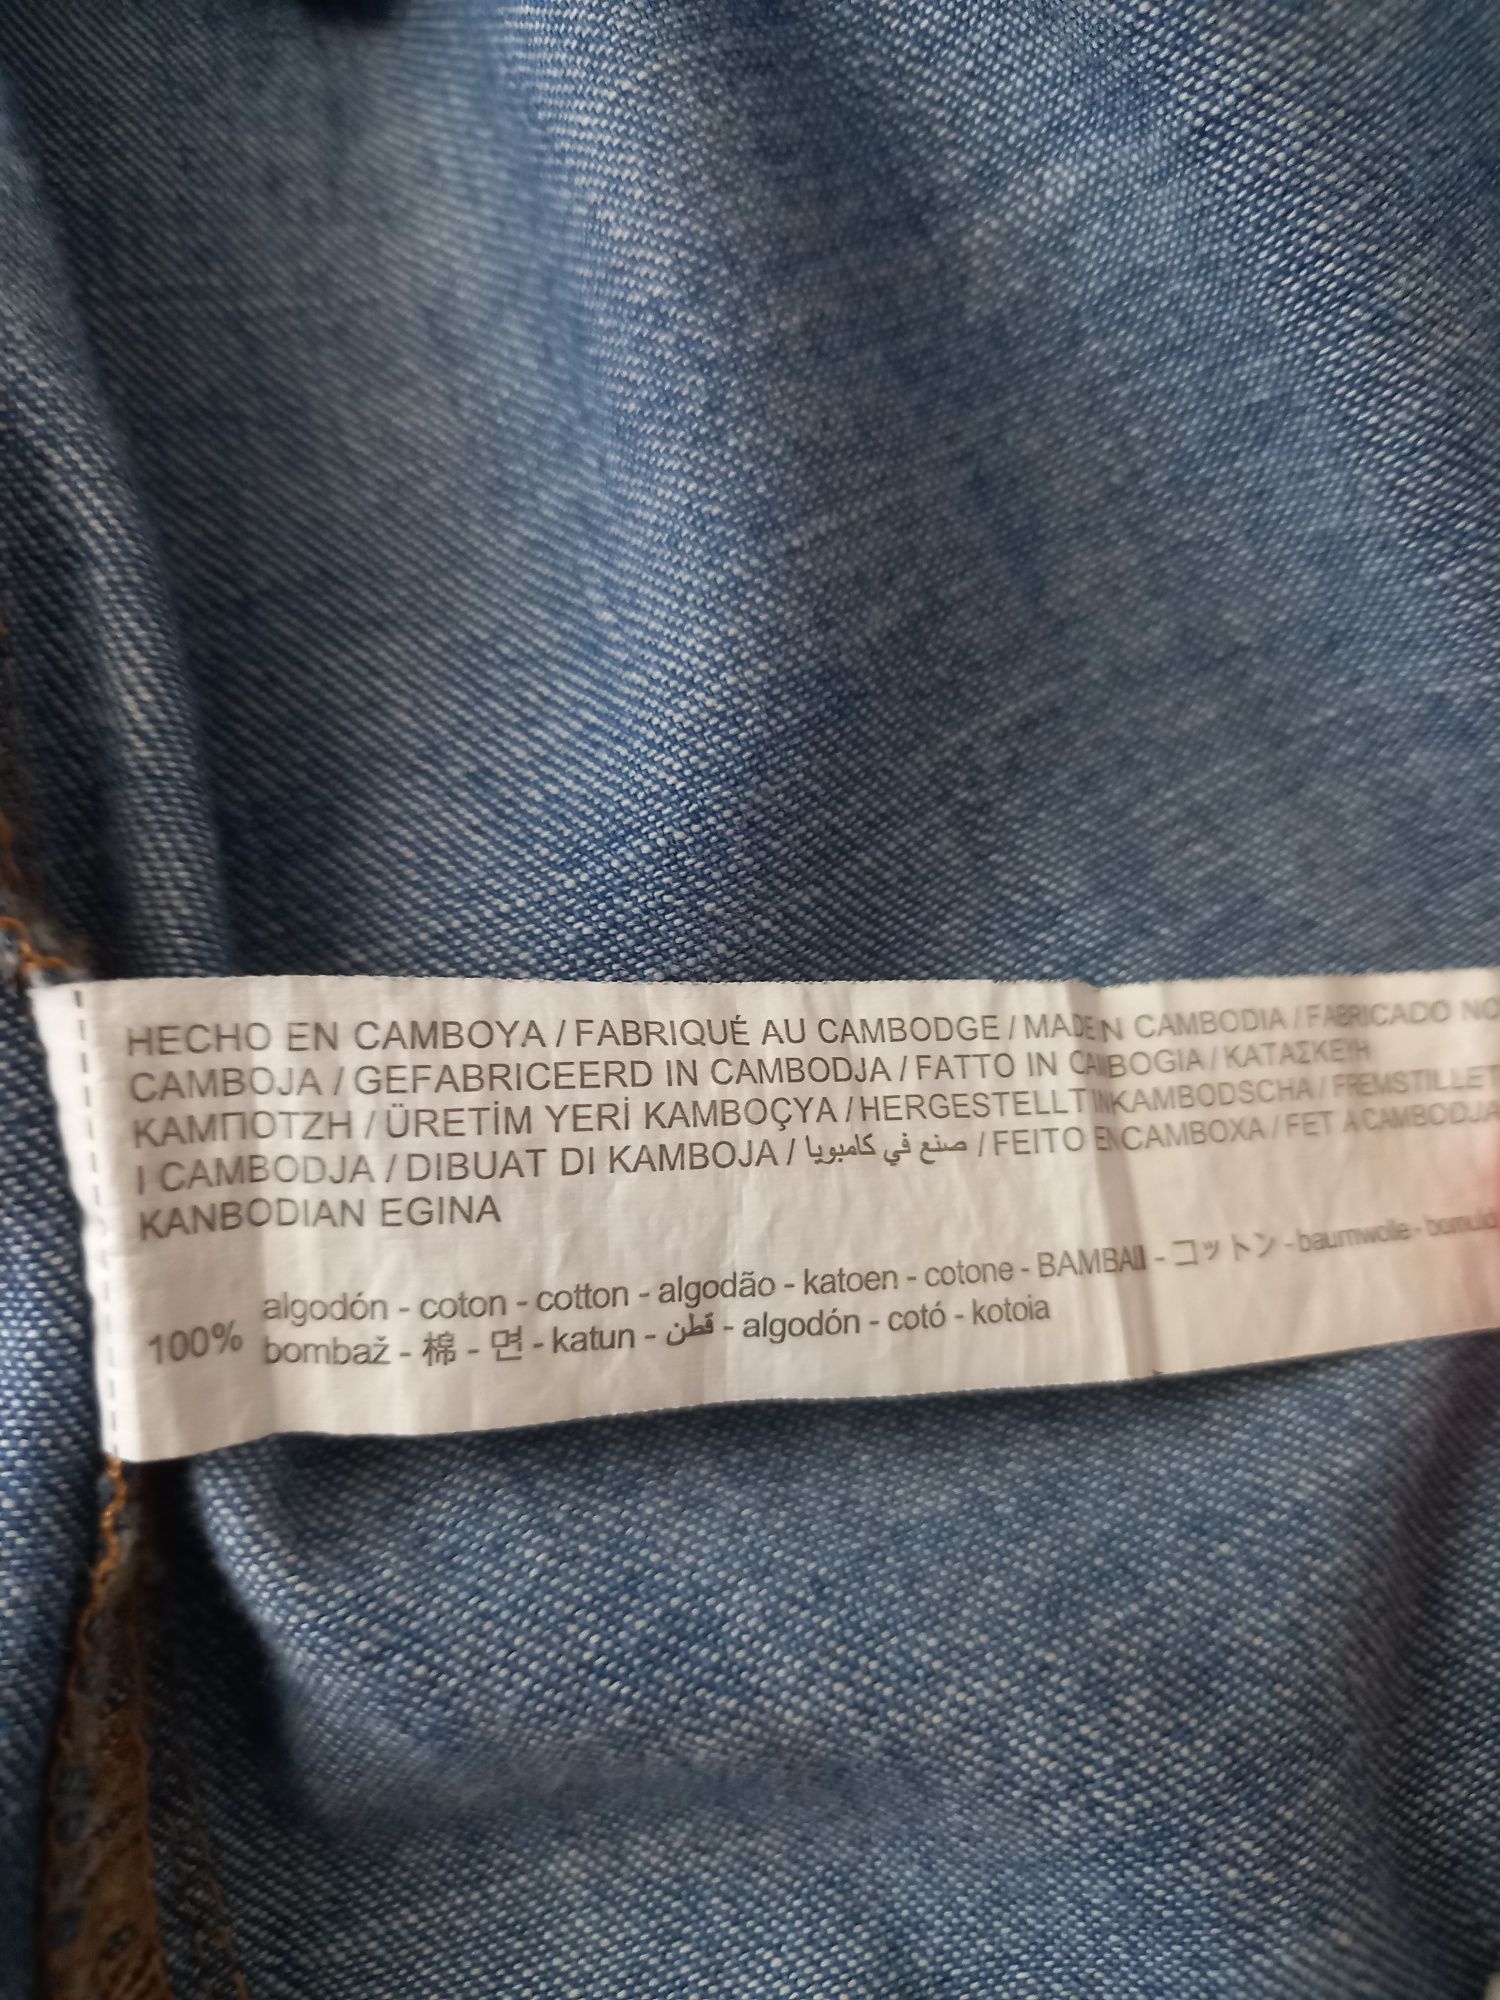 HECHO EN CAMBOYA / FABRIQUÉ AU CAMBODGE / MADE IN CAMBODIA / FABRICADO NO
CAMBOJA / GEFABRICEERD IN CAMBODJA / FATTO IN CAMBOGIA / ΚΑΤΑΣΚΕΥΗ
ΚΑΜΠΟΤΖΗ / ÜRETİM YERİ KAMBOÇYA / HERGESTELLT IN KAMBODSCHA / FREMSTILLET
I CAMBODJA / DIBUAT DI KAMBOJA / صنع في كامبويا / FEITO EN CAMBOXA / FET A CAMBODJA
KANBODIAN EGINA
algodón - coton - cotton - algodão - katoen - cotone - ΒΑΜΒΑΚΙ - コットン - baumwolle - bomuld
100% bombaž - 棉 - 면 - katun - قطن - algodón - cotó - kotoia